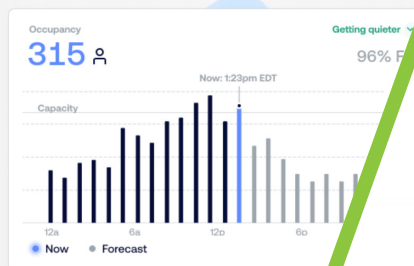 Occupancy
Getting quieter
315
96%
Now: 1:23pm EDT
Capacity
12a 6a 12p 6p
Now Forecast